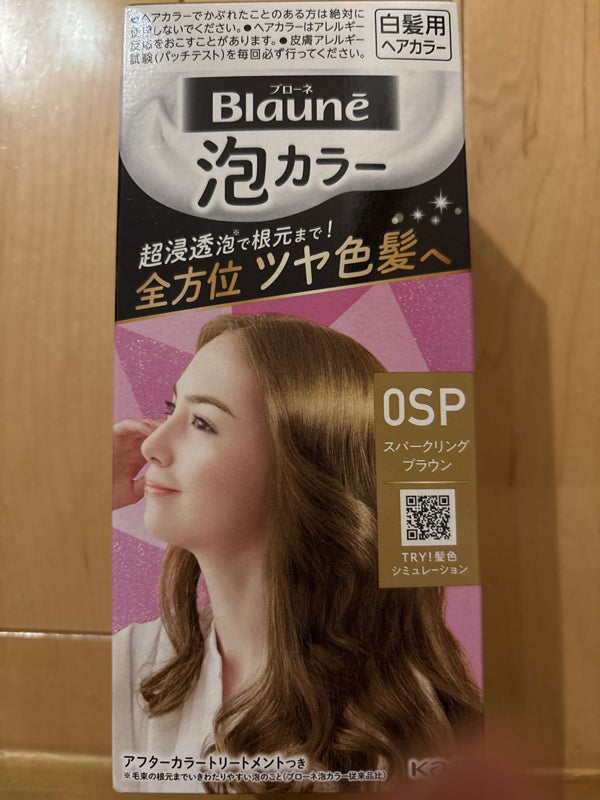 ●ヘアカラーでかぶれたことのある方は絶対に
使用しないでください。●ヘアカラーはアレルギー
反応をおこすことがあります。●皮膚アレルギー
試験(パッチテスト)を毎回必ず行ってください。
白髪用
ヘアカラー
ブローネ
Blaunē
泡カラー
超浸透泡※で根元まで!
全方位 ツヤ色髪へ
0SP
スパークリング
ブラウン
TRY!髪色
シミュレーション
アフターカラートリートメントつき
※毛束の根元までいきわたりやすい泡のこと(ブローネ泡カラー従来品比)